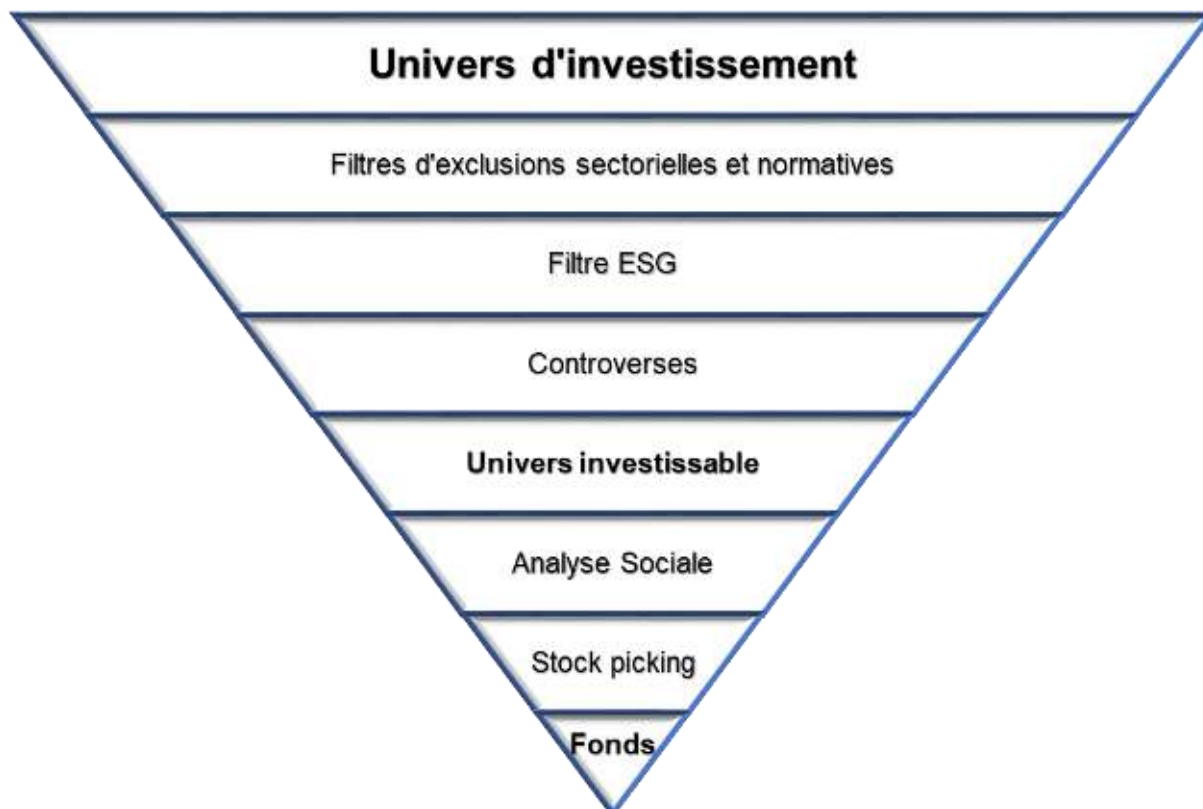 Univers d'investissement
Filtres d'exclusions sectorielles et normatives
Filtre ESG
Controverses
Univers investissable
Analyse Sociale
Stock picking
Fonds